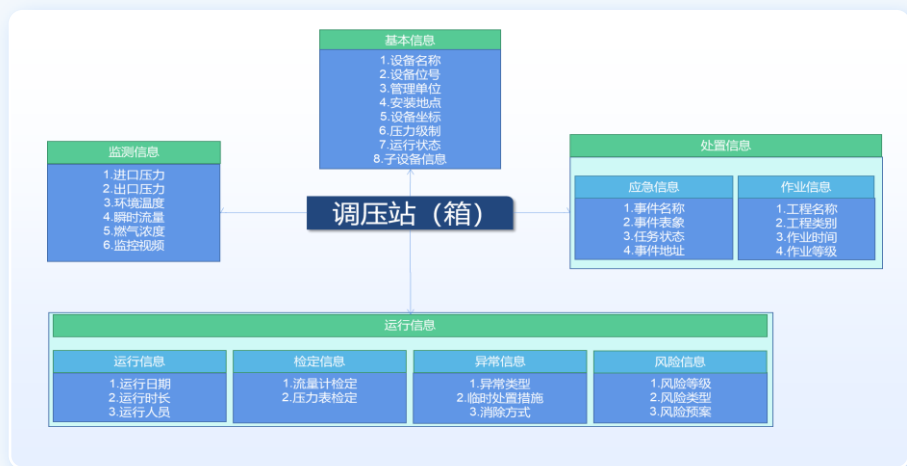 基本信息
1.设备名称
2.设备位号
3.管理单位
4.安装地点
5.设备坐标
6.压力级制
7.运行状态
8.子设备信息
监测信息
1.进口压力
2.出口压力
3.环境温度
4.瞬时流量
5.燃气浓度
6.监控视频
调压站（箱）
处置信息
应急信息
1.事件名称
2.事件表象
3.任务状态
4.事件地址
作业信息
1.工程名称
2.工程类别
3.作业时间
4.作业等级
运行信息
运行信息
1.运行日期
2.运行时长
3.运行人员
检定信息
1.流量计检定
2.压力表检定
异常信息
1.异常类型
2.临时处置措施
3.消除方式
风险信息
1.风险等级
2.风险类型
3.风险预案